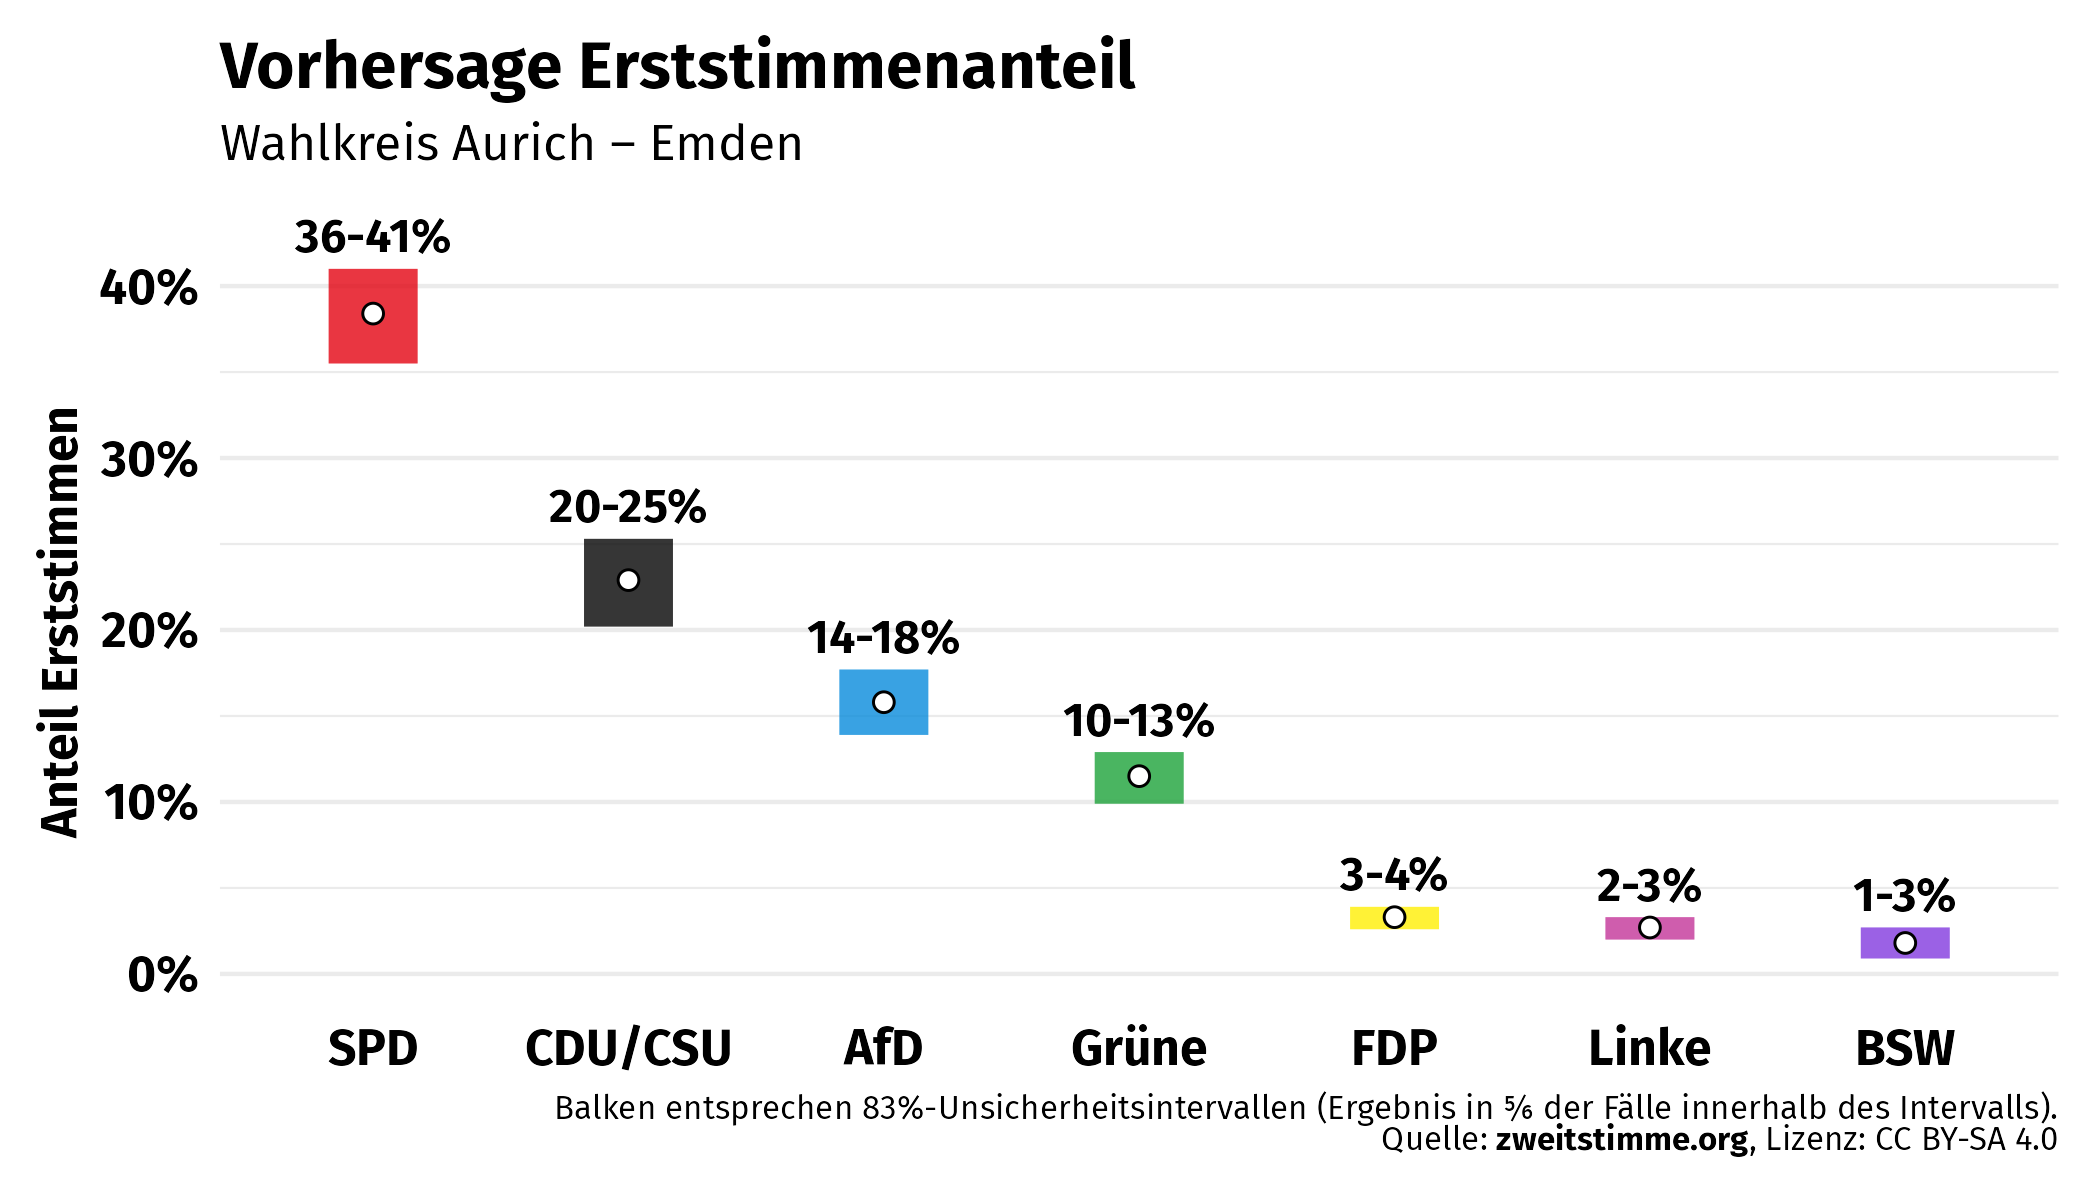 Vorhersage Erststimmenanteil
Wahlkreis Aurich – Emden
Anteil Erststimmen
40%
30%
20%
10%
0%
36-41%
20-25%
14-18%
10-13%
3-4%
2-3%
1-3%
SPD
CDU/CSU
AfD
Grüne
FDP
Linke
BSW
Balken entsprechen 83%-Unsicherheitsintervallen (Ergebnis in ⅚ der Fälle innerhalb des Intervalls).
Quelle: zweitstimme.org, Lizenz: CC BY-SA 4.0